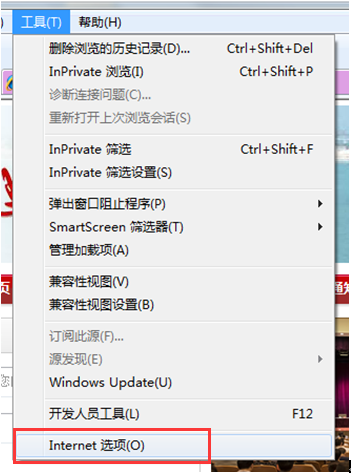 工具(T) 帮助(H)
删除浏览的历史记录(D)... Ctrl+Shift+Del
InPrivate 浏览(I) Ctrl+Shift+P
诊断连接问题(C)...
重新打开上次浏览会话(S)
InPrivate 筛选 Ctrl+Shift+F
InPrivate 筛选设置(S)
弹出窗口阻止程序(P)
SmartScreen 筛选器(T)
管理加载项(A)
兼容性视图(V)
兼容性视图设置(B)
订阅此源(F)...
源发现(E)
Windows Update(U)
开发人员工具(L) F12
Internet 选项(O)
页
通知
您